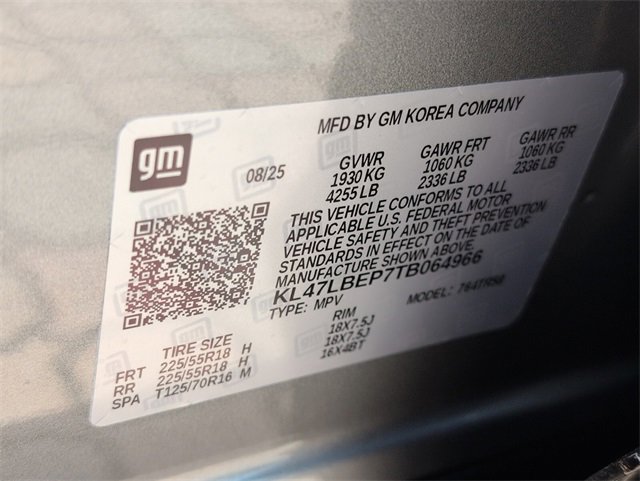 MFD BY GM KOREA COMPANY
gm
08/25
GVWR GAWR FRT GAWR RR
1930 KG 1060 KG 1060 KG
4255 LB 2336 LB 2336 LB
THIS VEHICLE CONFORMS TO ALL
APPLICABLE U.S. FEDERAL MOTOR
VEHICLE SAFETY AND THEFT PREVENTION
STANDARDS IN EFFECT ON THE DATE OF
MANUFACTURE SHOWN ABOVE.
KL47LBEP7TB064966
TYPE: MPV MODEL:
TIRE SIZE RIM
FRT 225/55R18 H 18X7.5J
RR 225/55R18 H 18X7.5J
SPA T125/70R16 M 16X4BT